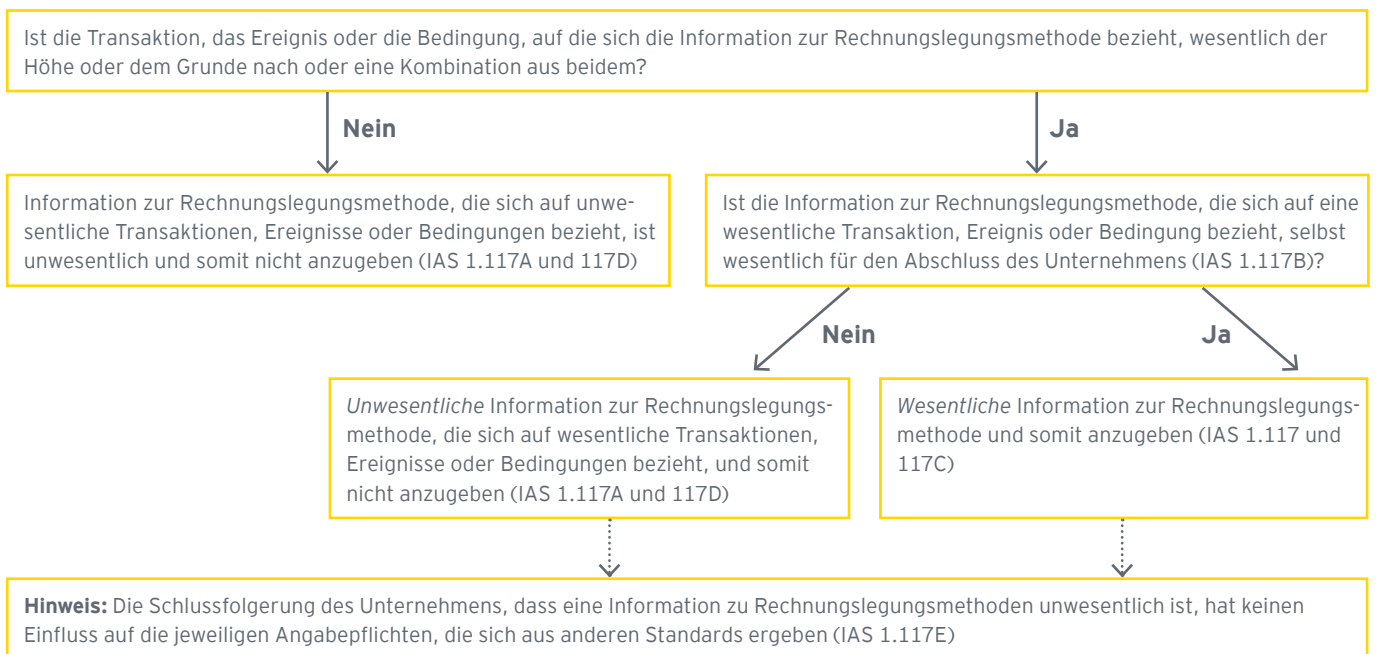 Ist die Transaktion, das Ereignis oder die Bedingung, auf die sich die Information zur Rechnungslegungsmethode bezieht, wesentlich der
Höhe oder dem Grunde nach oder eine Kombination aus beidem?
Nein
Ja
Information zur Rechnungslegungsmethode, die sich auf unwe-
sentliche Transaktionen, Ereignisse oder Bedingungen bezieht, ist
unwesentlich und somit nicht anzugeben (IAS 1.117A und 117D)
Ist die Information zur Rechnungslegungsmethode, die sich auf eine
wesentliche Transaktion, Ereignis oder Bedingung bezieht, selbst
wesentlich für den Abschluss des Unternehmens (IAS 1.117B)?
Nein
Ja
Unwesentliche Information zur Rechnungslegungs-
methode, die sich auf wesentliche Transaktionen,
Ereignisse oder Bedingungen bezieht, und somit
nicht anzugeben (IAS 1.117A und 117D)
Wesentliche Information zur Rechnungslegungs-
methode und somit anzugeben (IAS 1.117 und
117C)
Hinweis: Die Schlussfolgerung des Unternehmens, dass eine Information zu Rechnungslegungsmethoden unwesentlich ist, hat keinen
Einfluss auf die jeweiligen Angabepflichten, die sich aus anderen Standards ergeben (IAS 1.117E)